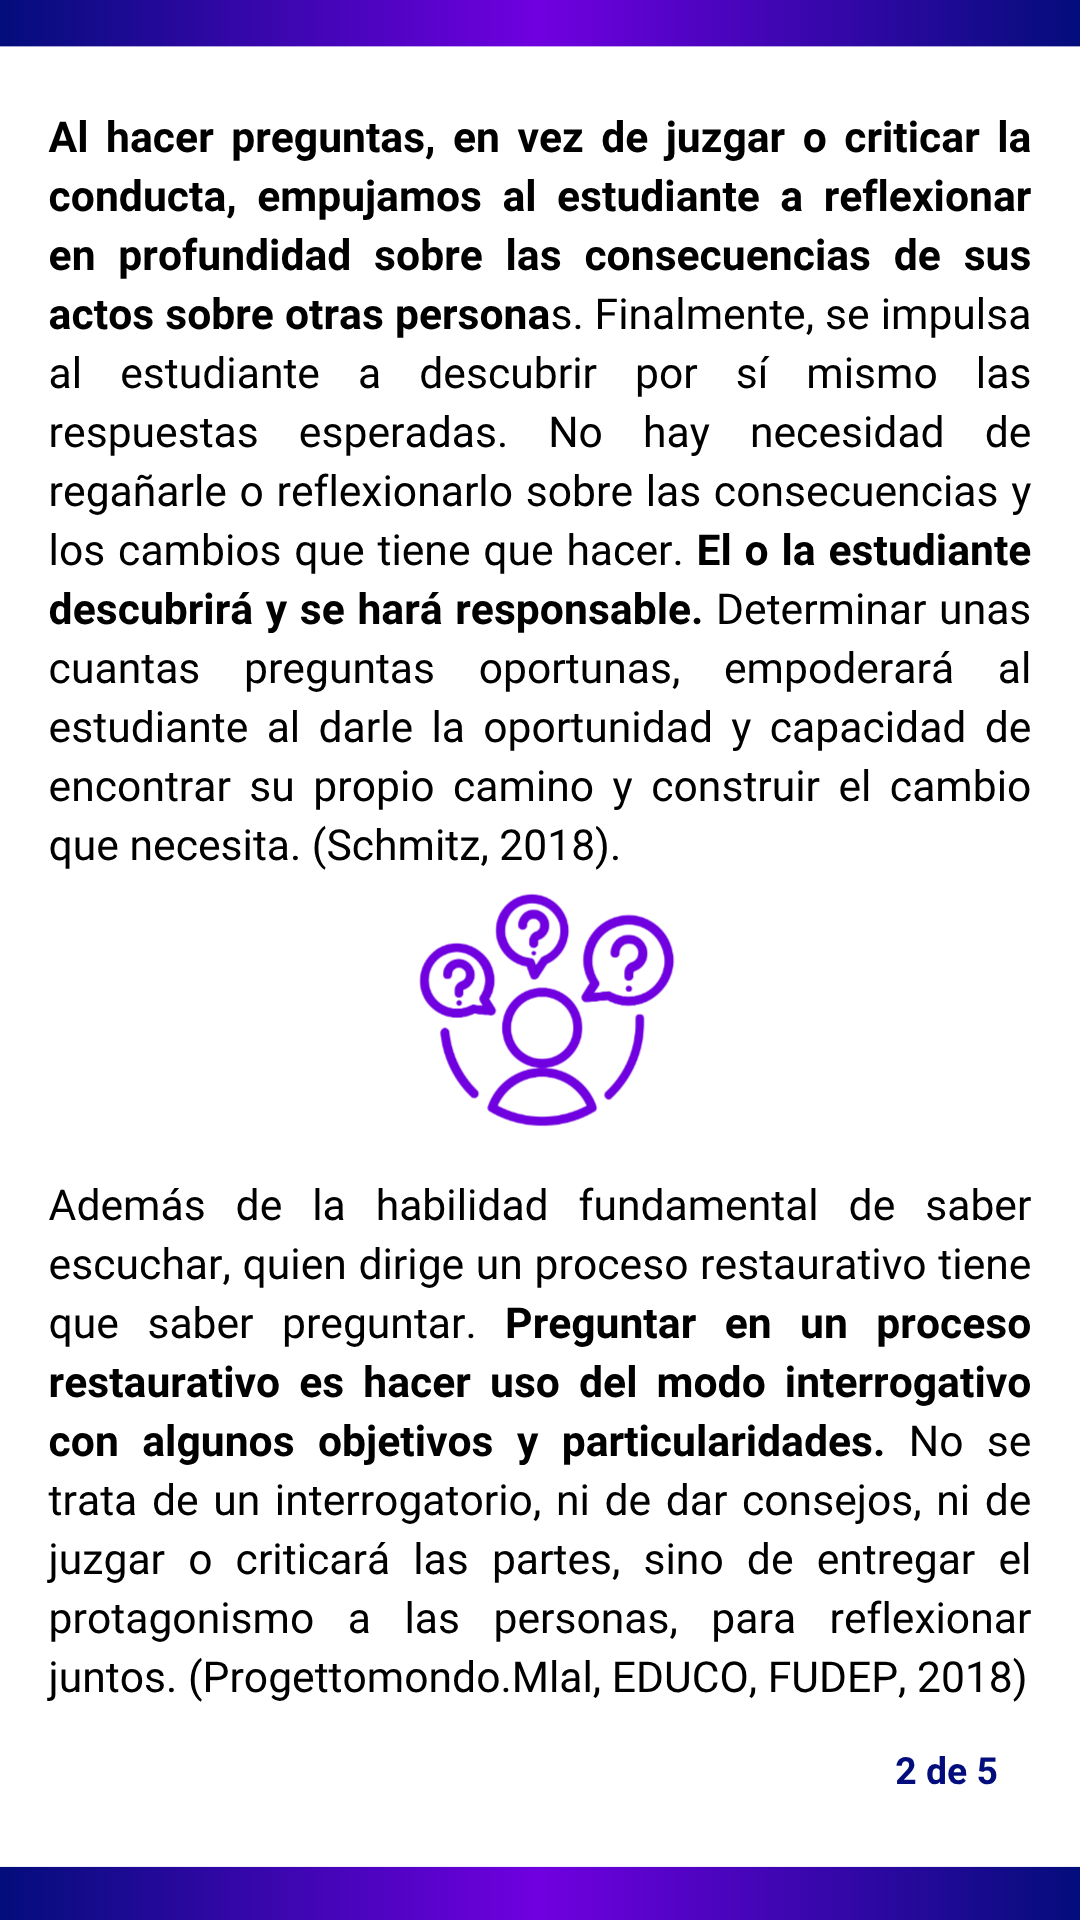 Al hacer preguntas, en vez de juzgar o criticar la
conducta, empujamos al estudiante a reflexionar
en profundidad sobre las consecuencias de sus
actos sobre otras personas. Finalmente, se impulsa
al estudiante a descubrir por sí mismo las
respuestas esperadas. No hay necesidad de
regañarle o reflexionarlo sobre las consecuencias y
los cambios que tiene que hacer. El o la estudiante
descubrirá y se hará responsable. Determinar unas
cuantas preguntas oportunas, empoderará al
estudiante al darle la oportunidad y capacidad de
encontrar su propio camino y construir el cambio
que necesita. (Schmitz, 2018).
?
?
?
Además de la habilidad fundamental de saber
escuchar, quien dirige un proceso restaurativo tiene
que saber preguntar. Preguntar en un proceso
restaurativo es hacer uso del modo interrogativo
con algunos objetivos y particularidades. No se
trata de un interrogatorio, ni de dar consejos, ni de
juzgar o criticará las partes, sino de entregar el
protagonismo a las personas, para reflexionar
juntos. (Progettomondo.Mlal, EDUCO, FUDEP, 2018)
2 de 5